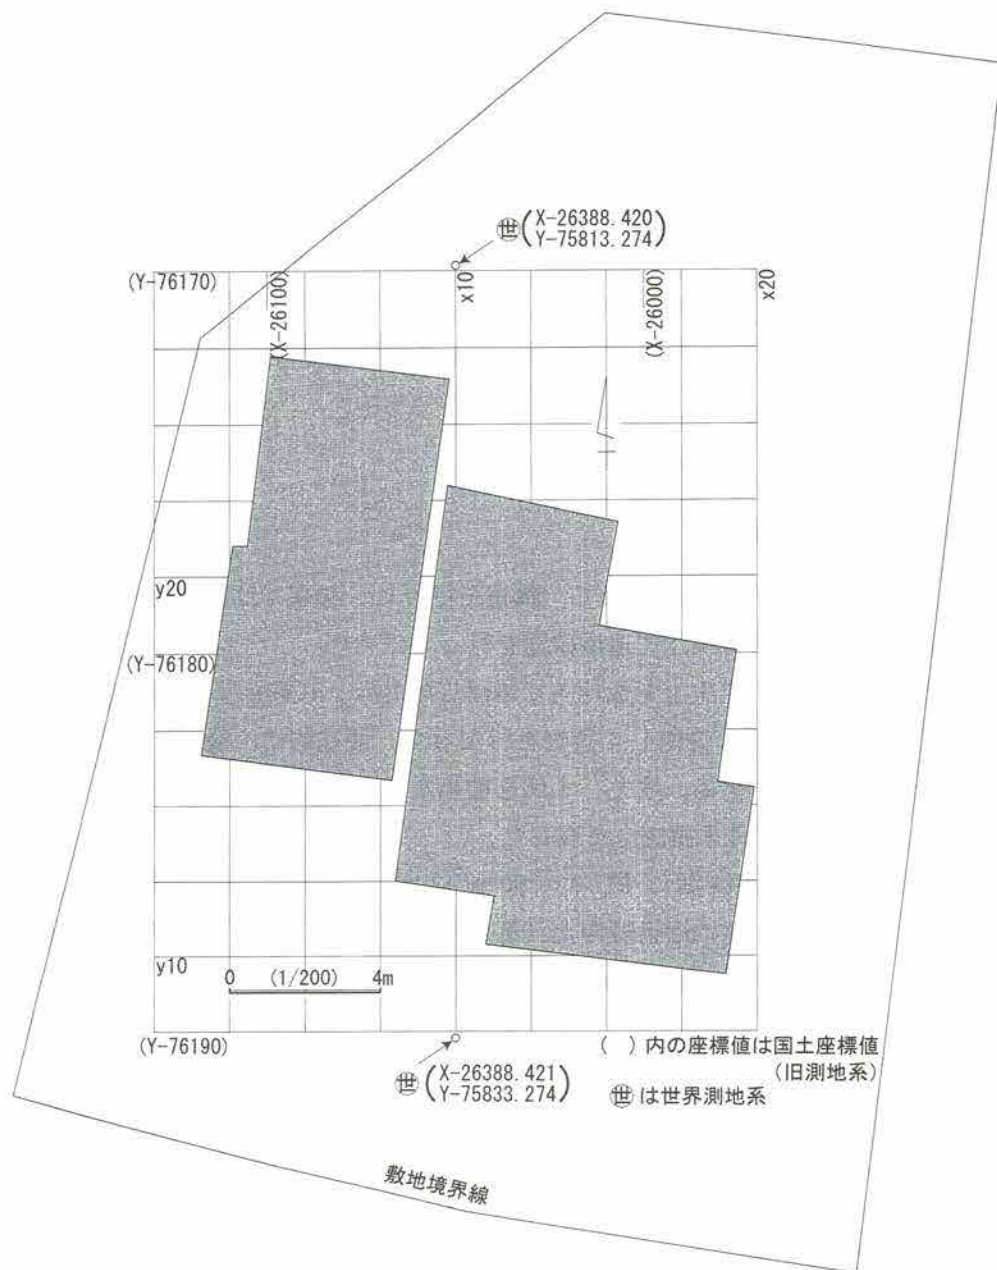 世(X-26388.420
Y-75813.274)
(Y-76170)
(X-26100)
x10
(X-26000)
x20
y20
(Y-76180)
y10
0 (1/200) 4m
(Y-76190)
( )内の座標値は国土座標値
(旧測地系)
世(X-26388.421
Y-75833.274)
世は世界測地系
敷地境界線